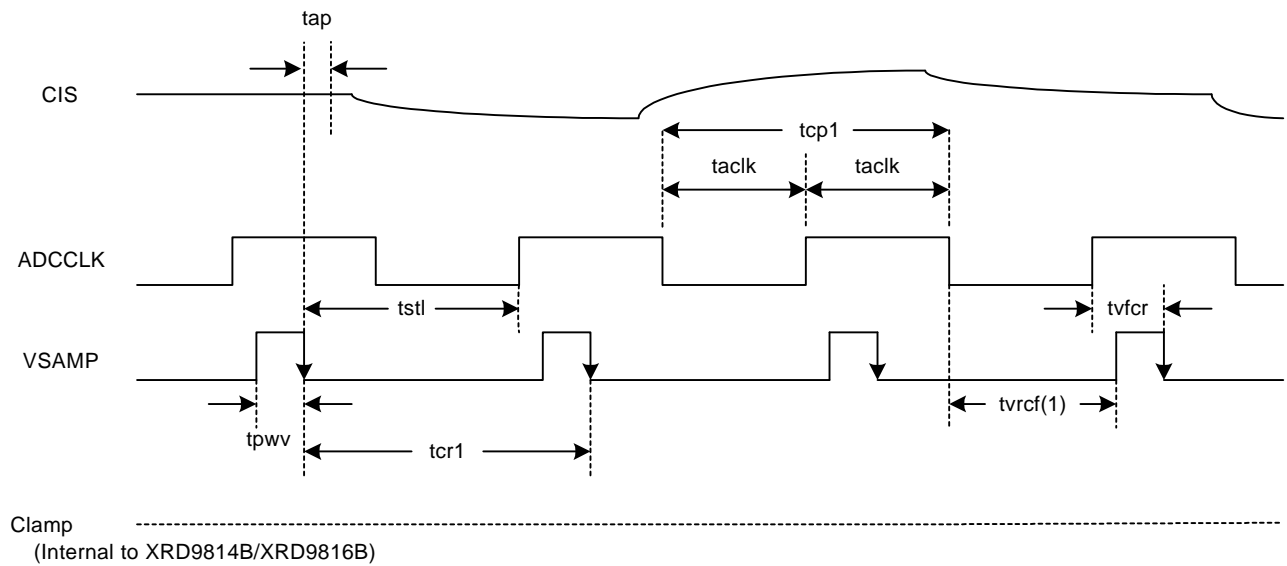 tap
CIS
tcp1
taclk taclk
ADCCLK
tstl
tvfcr
VSAMP
tvrcf(1)
tpwv
tcr1
Clamp
(Internal to XRD9814B/XRD9816B)